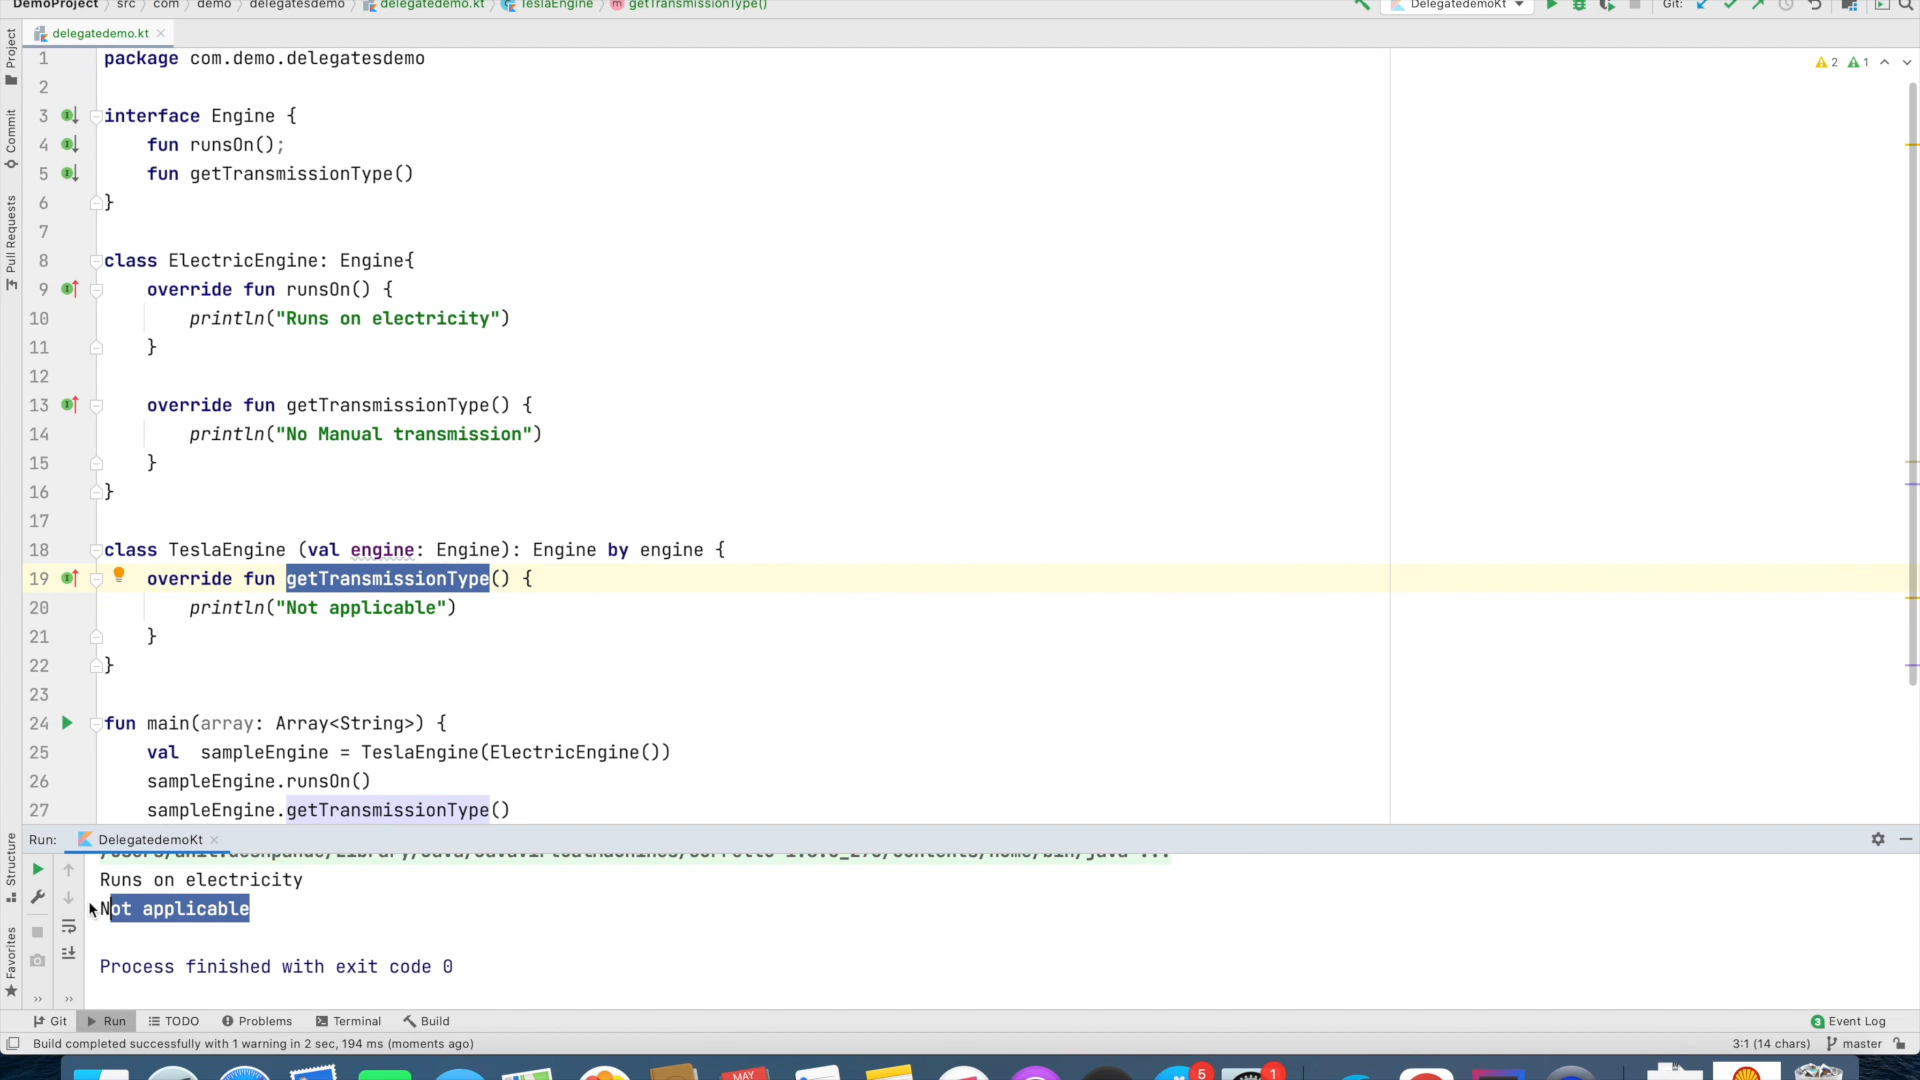 DemoProject src com demo delegatesdemo delegatedemo.kt TeslaEngine getTransmissionType() DelegatedemoKt Git:
delegatedemo.kt
Project
Commit
Pull Requests
2 1
1 package com.demo.delegatesdemo
2
3 interface Engine {
4 fun runsOn();
5 fun getTransmissionType()
6 }
7
8 class ElectricEngine: Engine{
9 override fun runsOn() {
10 println("Runs on electricity")
11 }
12
13 override fun getTransmissionType() {
14 println("No Manual transmission")
15 }
16 }
17
18 class TeslaEngine (val engine: Engine): Engine by engine {
19 override fun getTransmissionType() {
20 println("Not applicable")
21 }
22 }
23
24 fun main(array: Array<String>) {
25 val sampleEngine = TeslaEngine(ElectricEngine())
26 sampleEngine.runsOn()
27 sampleEngine.getTransmissionType()
Structure
Favorites
Run: DelegatedemoKt
Runs on electricity
Not applicable
Process finished with exit code 0
Git Run TODO Problems Terminal Build 3 Event Log
Build completed successfully with 1 warning in 2 sec, 194 ms (moments ago) 3:1 (14 chars) master
MAY 5 1